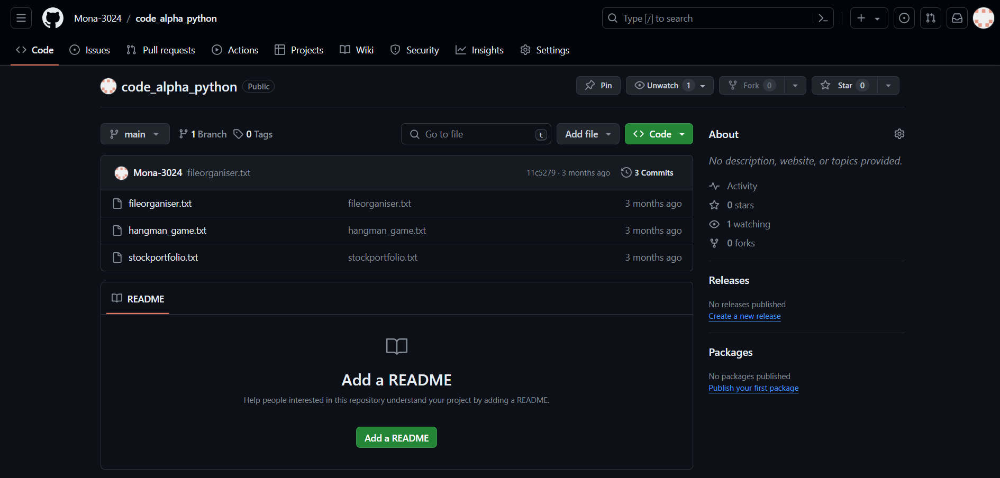 Mona-3024 / code_alpha_python
Type / to search
Code Issues Pull requests Actions Projects Wiki Security Insights Settings
code_alpha_python Public
Pin Unwatch 1 Fork 0 Star 0
main 1 Branch 0 Tags Go to file t Add file Code
Mona-3024 fileorganiser.txt 11c5279 · 3 months ago 3 Commits
fileorganiser.txt fileorganiser.txt 3 months ago
hangman_game.txt hangman_game.txt 3 months ago
stockportfolio.txt stockportfolio.txt 3 months ago
README
Add a README
Help people interested in this repository understand your project by adding a README.
Add a README
About
No description, website, or topics provided.
Activity
0 stars
1 watching
0 forks
Releases
No releases published
Create a new release
Packages
No packages published
Publish your first package